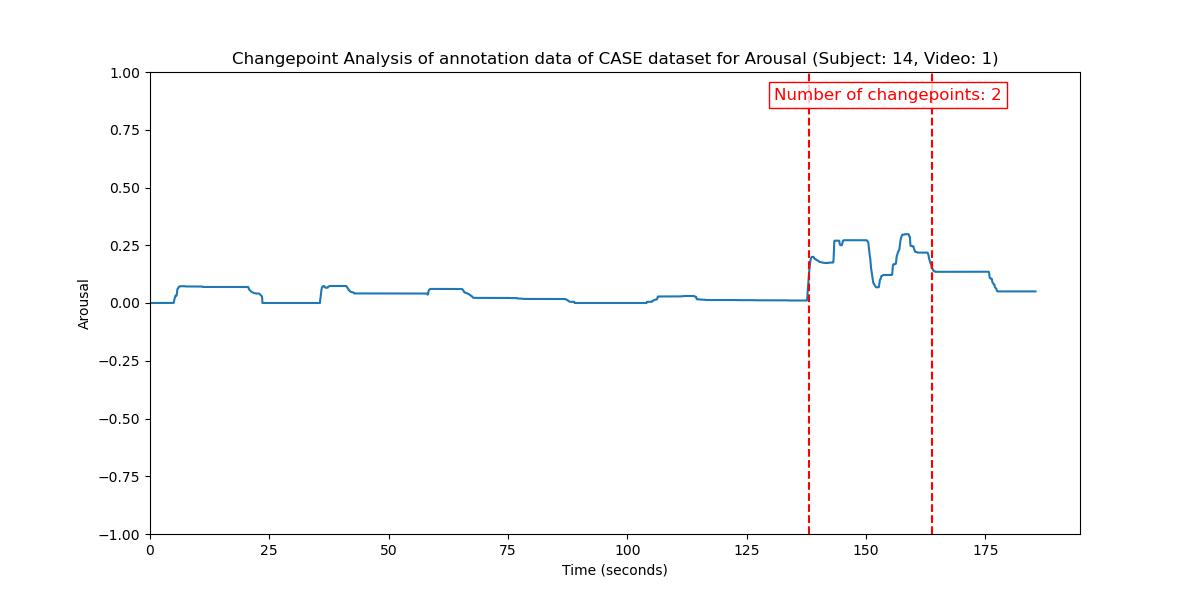 Changepoint Analysis of annotation data of CASE dataset for Arousal (Subject: 14, Video: 1)
Number of changepoints: 2
Arousal
1.00
0.75
0.50
0.25
0.00
−0.25
−0.50
−0.75
−1.00
0 25 50 75 100 125 150 175
Time (seconds)